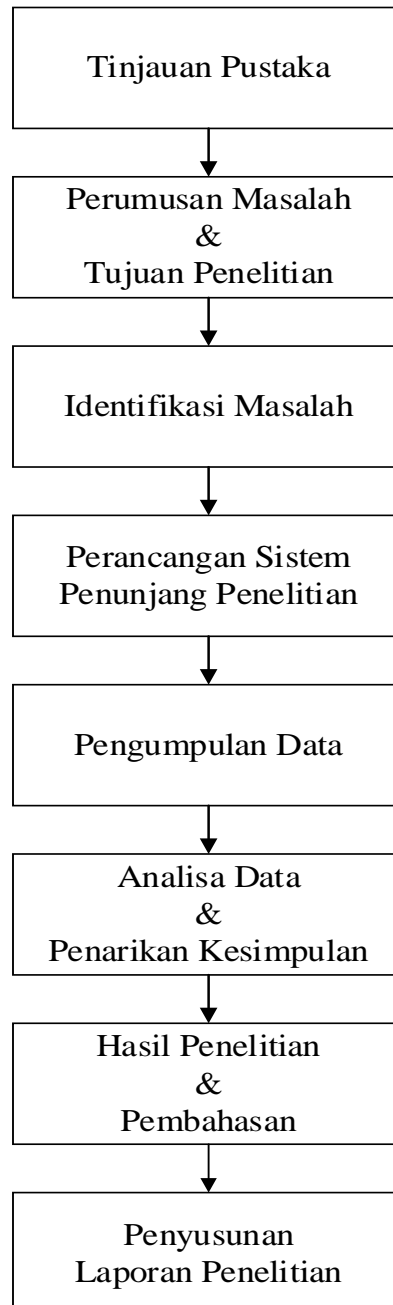 Tinjauan Pustaka
Perumusan Masalah
&
Tujuan Penelitian
Identifikasi Masalah
Perancangan Sistem
Penunjang Penelitian
Pengumpulan Data
Analisa Data
&
Penarikan Kesimpulan
Hasil Penelitian
&
Pembahasan
Penyusunan
Laporan Penelitian